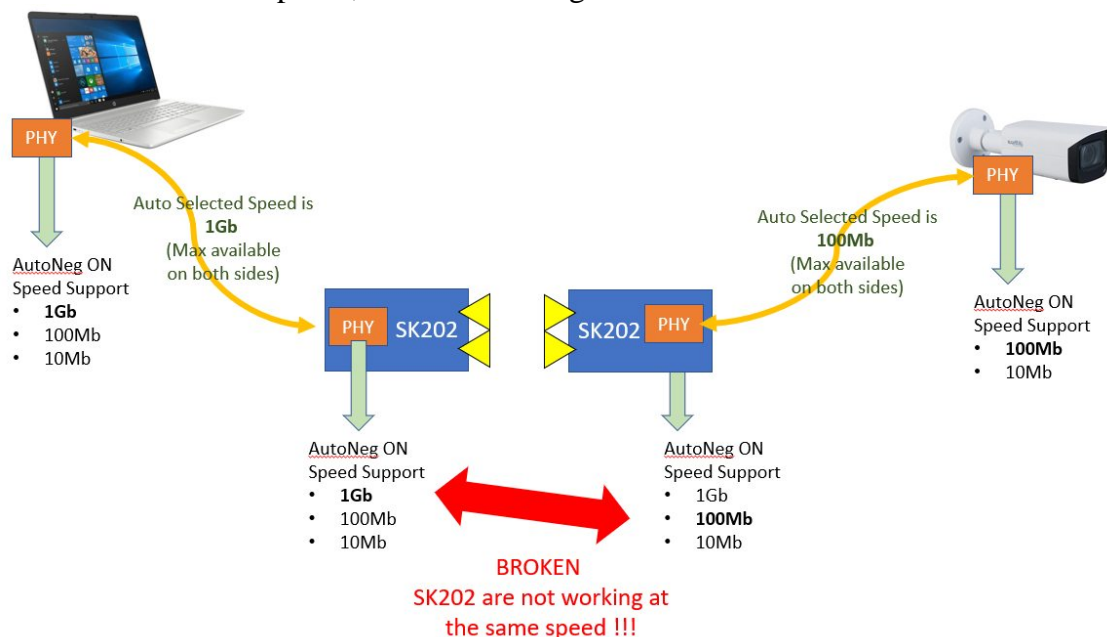 PHY
Auto Selected Speed is
1Gb
(Max available
on both sides)
AutoNeg ON
Speed Support
• 1Gb
• 100Mb
• 10Mb
PHY
SK202
AutoNeg ON
Speed Support
• 1Gb
• 100Mb
• 10Mb
SK202
PHY
AutoNeg ON
Speed Support
• 1Gb
• 100Mb
• 10Mb
PHY
Auto Selected Speed is
100Mb
(Max available
on both sides)
AutoNeg ON
Speed Support
• 100Mb
• 10Mb
BROKEN
SK202 are not working at
the same speed !!!